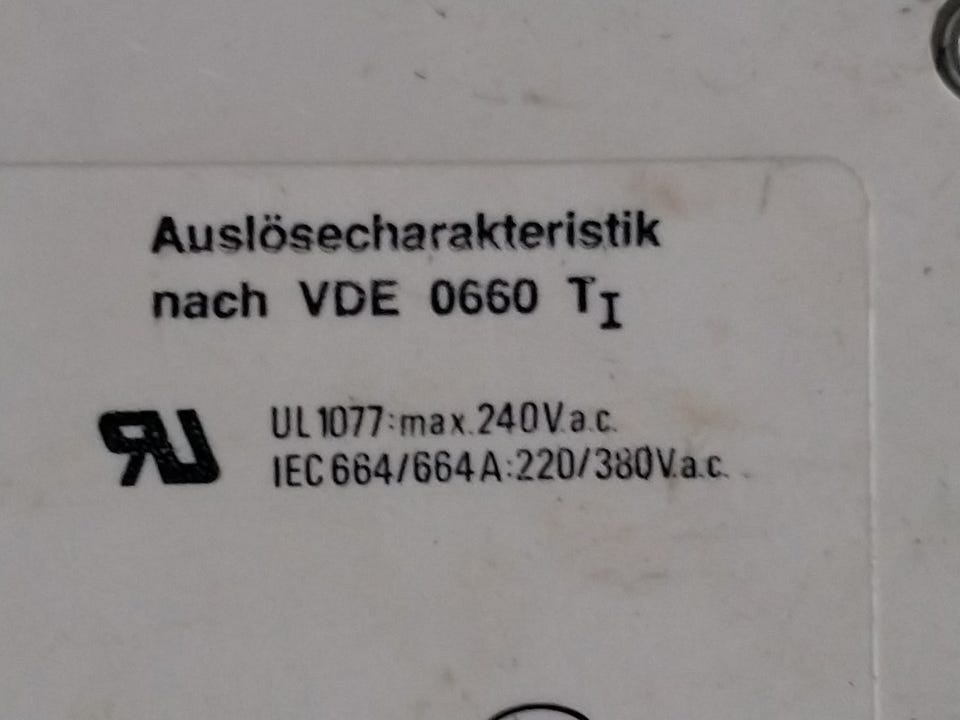 Auslösecharakteristik
nach VDE 0660 TI
UL 1077:max.240V.a.c.
IEC 664/664A:220/380V.a.c.